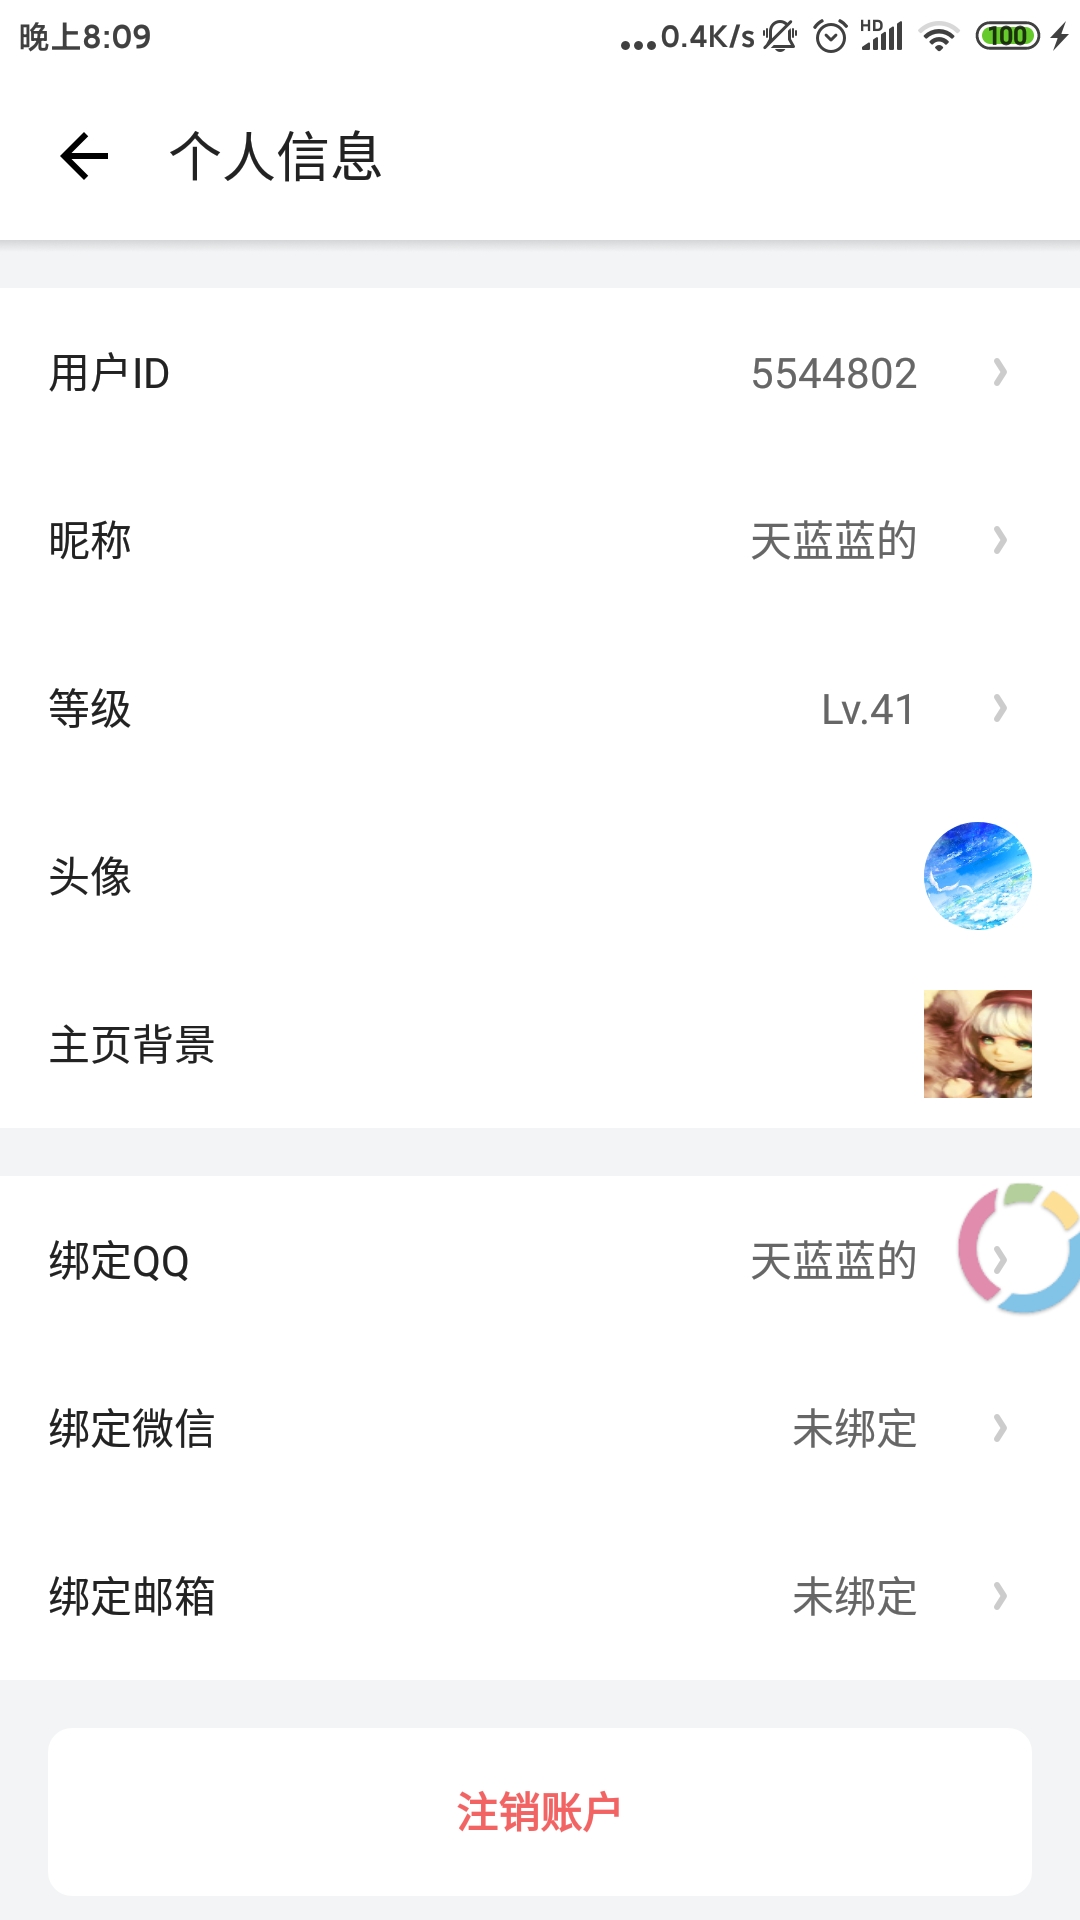 晚上8:09
...0.4K/s HD 100
个人信息
用户ID 5544802
昵称 天蓝蓝的
等级 Lv.41
头像
主页背景
绑定QQ 天蓝蓝的
绑定微信 未绑定
绑定邮箱 未绑定
注销账户